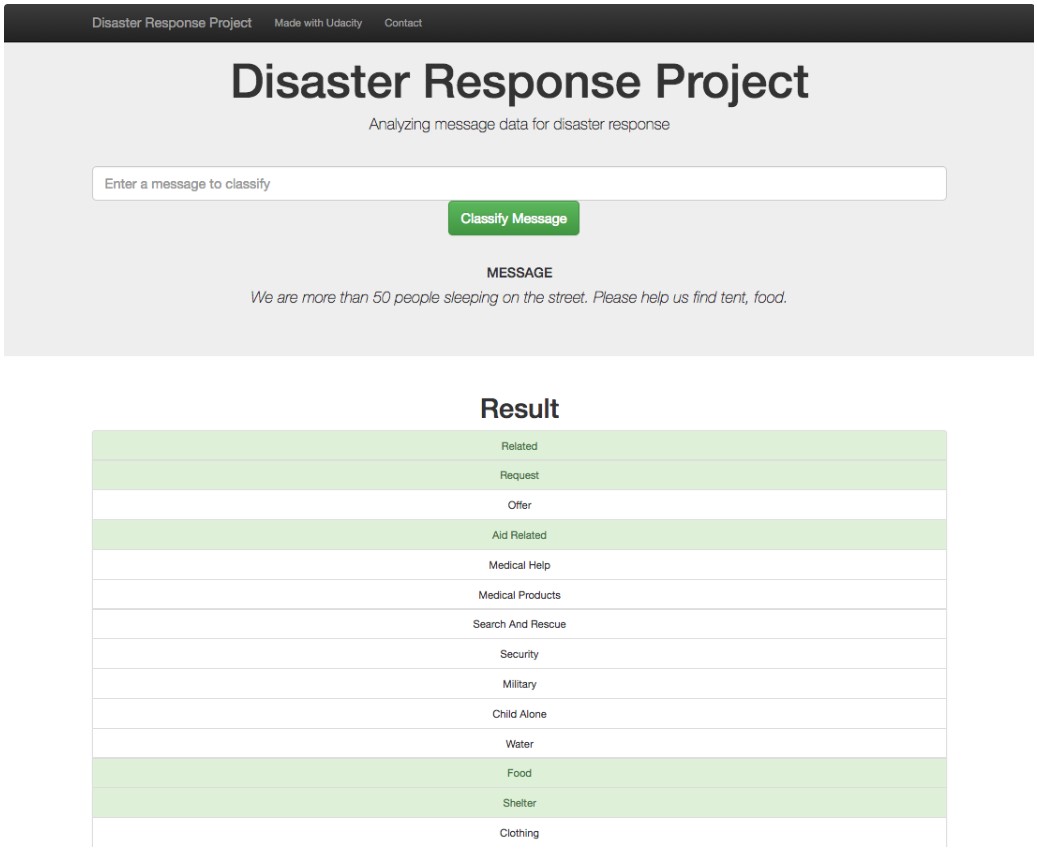 Disaster Response Project Made with Udacity Contact
Disaster Response Project
Analyzing message data for disaster response
Enter a message to classify
Classify Message
MESSAGE
We are more than 50 people sleeping on the street. Please help us find tent, food.
Result
Related
Request
Offer
Aid Related
Medical Help
Medical Products
Search And Rescue
Security
Military
Child Alone
Water
Food
Shelter
Clothing